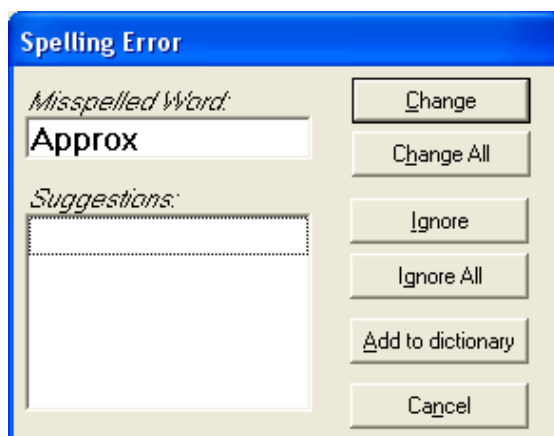 Spelling Error
Misspelled Word:
Approx
Suggestions:
Change
Change All
Ignore
Ignore All
Add to dictionary
Cancel